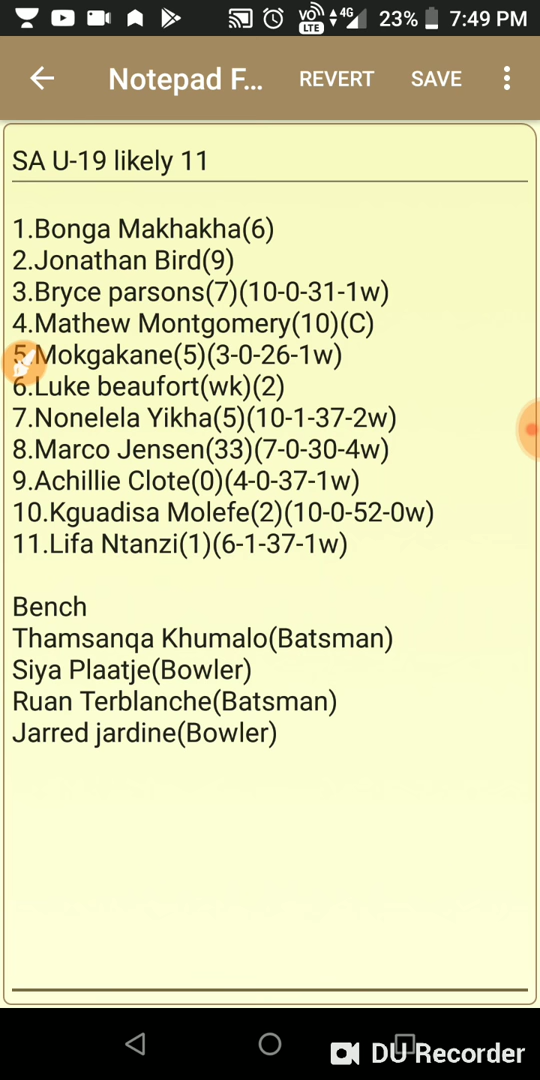 VO 4G 23% 7:49 PM
LTE
Notepad F... REVERT SAVE
SA U-19 likely 11
1.Bonga Makhakha(6)
2.Jonathan Bird(9)
3.Bryce parsons(7)(10-0-31-1w)
4.Mathew Montgomery(10)(C)
5.Mokgakane(5)(3-0-26-1w)
6.Luke beaufort(wk)(2)
7.Nonelela Yikha(5)(10-1-37-2w)
8.Marco Jensen(33)(7-0-30-4w)
9.Achillie Clote(0)(4-0-37-1w)
10.Kguadisa Molefe(2)(10-0-52-0w)
11.Lifa Ntanzi(1)(6-1-37-1w)
Bench
Thamsanqa Khumalo(Batsman)
Siya Plaatje(Bowler)
Ruan Terblanche(Batsman)
Jarred jardine(Bowler)
DU Recorder